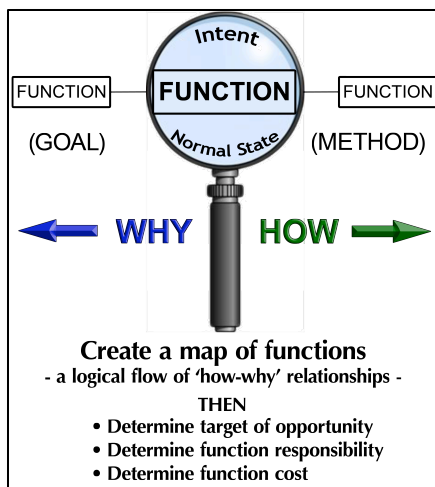 Intent
FUNCTION
FUNCTION
FUNCTION
Normal State
(GOAL)
(METHOD)
WHY
HOW
Create a map of functions
- a logical flow of ‘how-why’ relationships -
THEN
• Determine target of opportunity
• Determine function responsibility
• Determine function cost